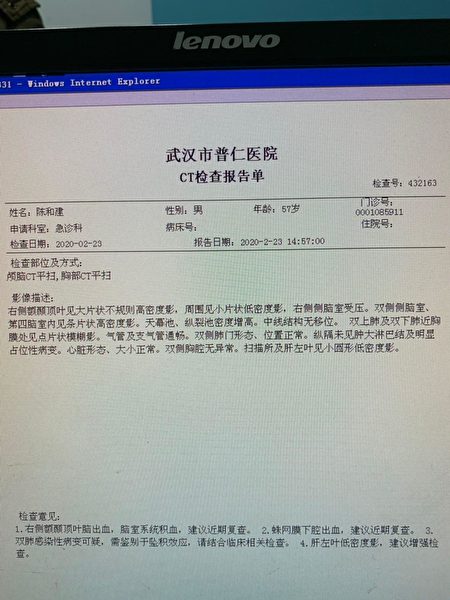 lenovo
331 - Windows Internet Explorer
武汉市普仁医院
CT检查报告单
检查号: 432163
姓名: 陈和建 性别: 男 年龄: 57岁 门诊号: 0001085911
申请科室: 急诊科 病床号: 住院号:
检查日期: 2020-02-23 报告日期: 2020-2-23 14:57:00
检查部位及方式:
颅脑CT平扫,胸部CT平扫
影像描述:
右侧额颞顶叶见大片状不规则高密度影, 周围见小片状低密度影, 右侧侧脑室受压。双侧侧脑室、
第四脑室内见条片状高密度影。天幕池、纵裂池密度增高。中线结构无移位。 双上肺及双下肺近胸
膜处见点片状模糊影。气管及支气管通畅。双侧肺门形态、位置正常。纵隔未见肿大淋巴结及明显
占位性病变。心脏形态、大小正常。双侧胸腔无异常。扫描所及肝左叶见小圆形低密度影。
检查意见:
1.右侧额颞顶叶脑出血, 脑室系统积血, 建议近期复查。 2.蛛网膜下腔出血, 建议近期复查。 3.
双肺感染性病变可疑, 需鉴别于坠积效应, 请结合临床相关检查。 4.肝左叶低密度影, 建议增强检
查。